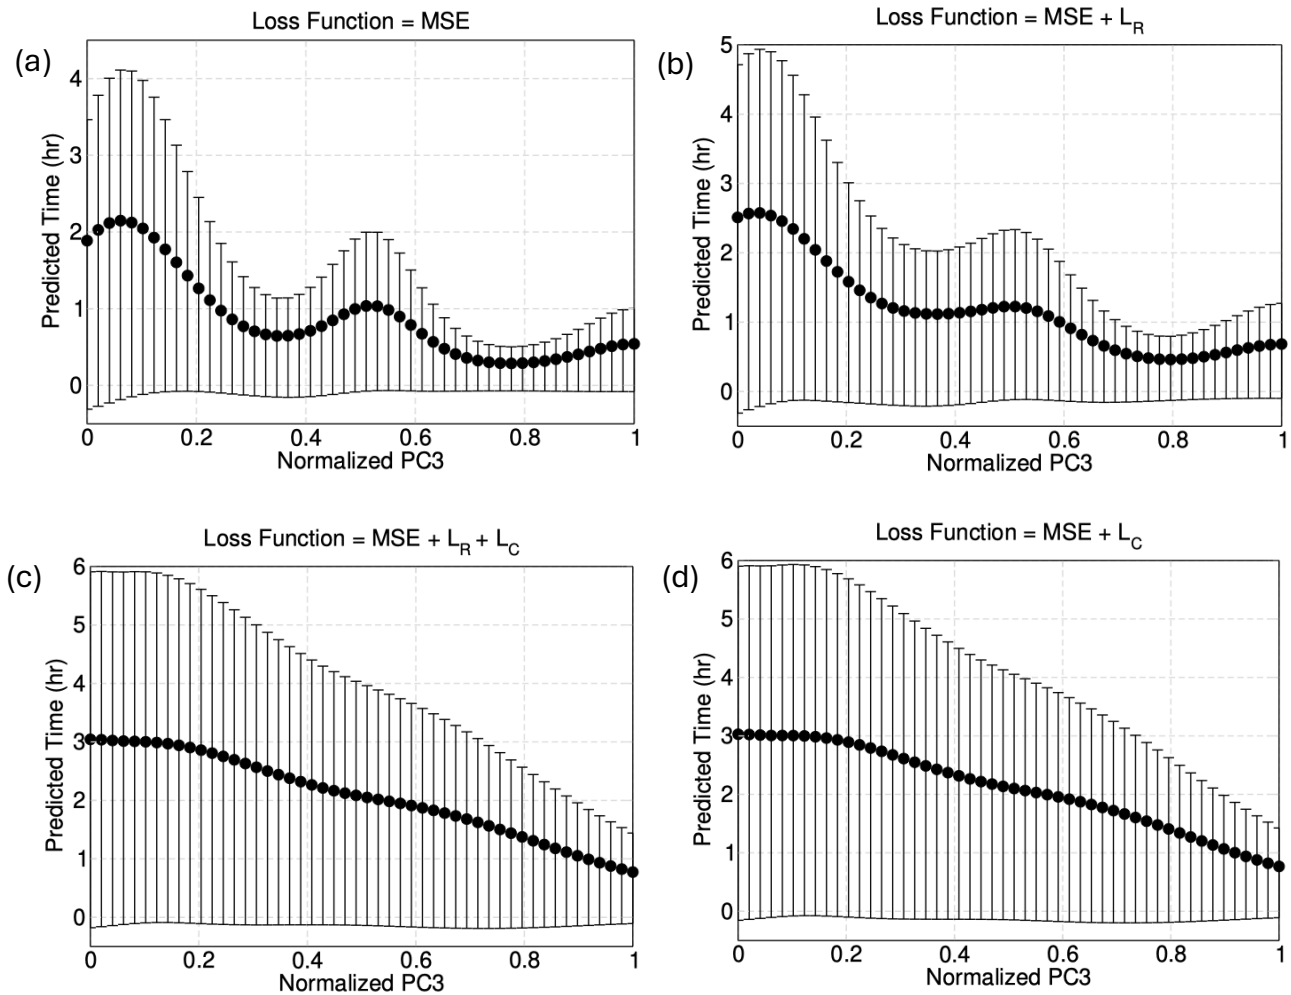 Loss Function = MSE
(a)
Predicted Time (hr)
4
3
2
1
0
0 0.2 0.4 0.6 0.8 1
Normalized PC3
Loss Function = MSE + L_R
(b)
Predicted Time (hr)
5
4
3
2
1
0
0 0.2 0.4 0.6 0.8 1
Normalized PC3
Loss Function = MSE + L_R + L_C
(c)
Predicted Time (hr)
6
5
4
3
2
1
0
0 0.2 0.4 0.6 0.8 1
Normalized PC3
Loss Function = MSE + L_C
(d)
Predicted Time (hr)
6
5
4
3
2
1
0
0 0.2 0.4 0.6 0.8 1
Normalized PC3